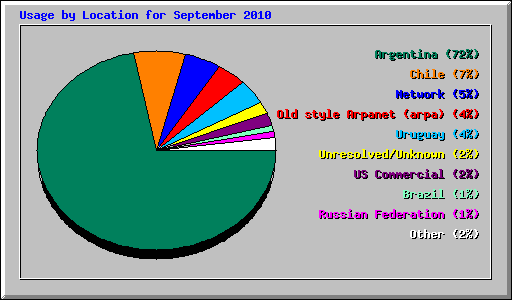 Usage by Location for September 2010
Argentina (72%)
Chile (7%)
Network (5%)
Old style Arpanet (arpa) (4%)
Uruguay (4%)
Unresolved/Unknown (2%)
US Commercial (2%)
Brazil (1%)
Russian Federation (1%)
Other (2%)